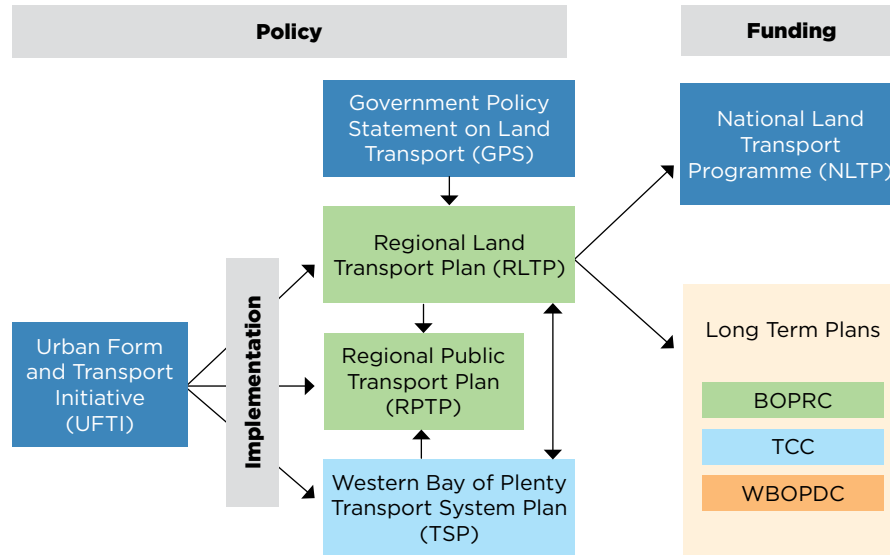 Policy
Funding
Government Policy
Statement on Land
Transport (GPS)
National Land
Transport
Programme (NLTP)
Regional Land
Transport Plan (RLTP)
Implementation
Urban Form
and Transport
Initiative
(UFTI)
Regional Public
Transport Plan
(RPTP)
Western Bay of Plenty
Transport System Plan
(TSP)
Long Term Plans
BOPRC
TCC
WBOPDC